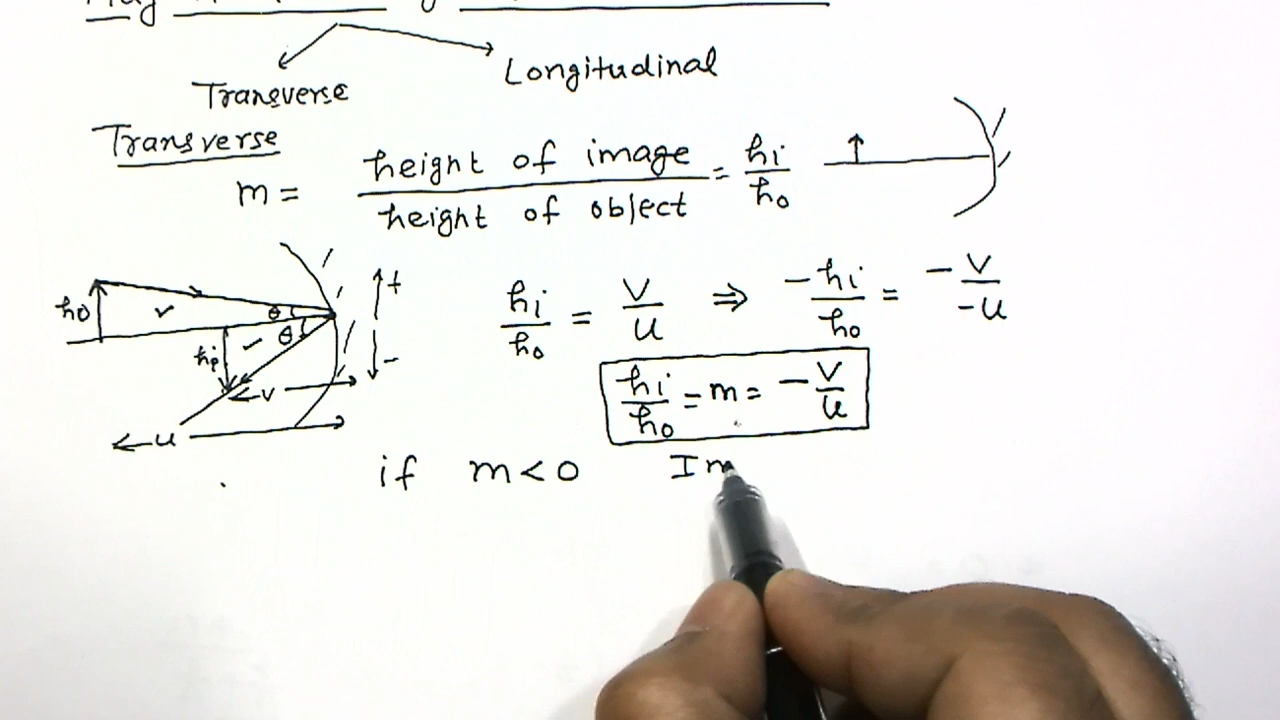 Transverse Longitudinal
Transverse
m = height of image / height of object = hi / ho
ho θ θ hi v u + -
hi / ho = v / u ⇒ -hi / ho = -v / -u
hi / ho = m = -v / u
if m < 0 Im